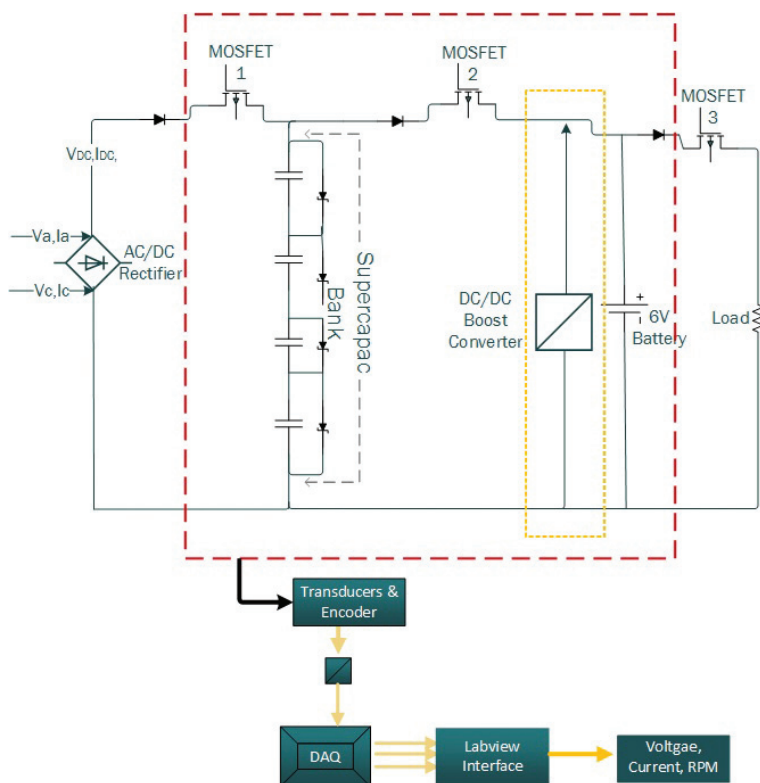 MOSFET
1
MOSFET
2
MOSFET
3
VDC,IDC,
Va,Ia
AC/DC
Rectifier
Vc,Ic
Supercapac
Bank
DC/DC
Boost
Converter
+
6V
Battery
Load
Transducers &
Encoder
DAQ
Labview
Interface
Voltgae,
Current, RPM